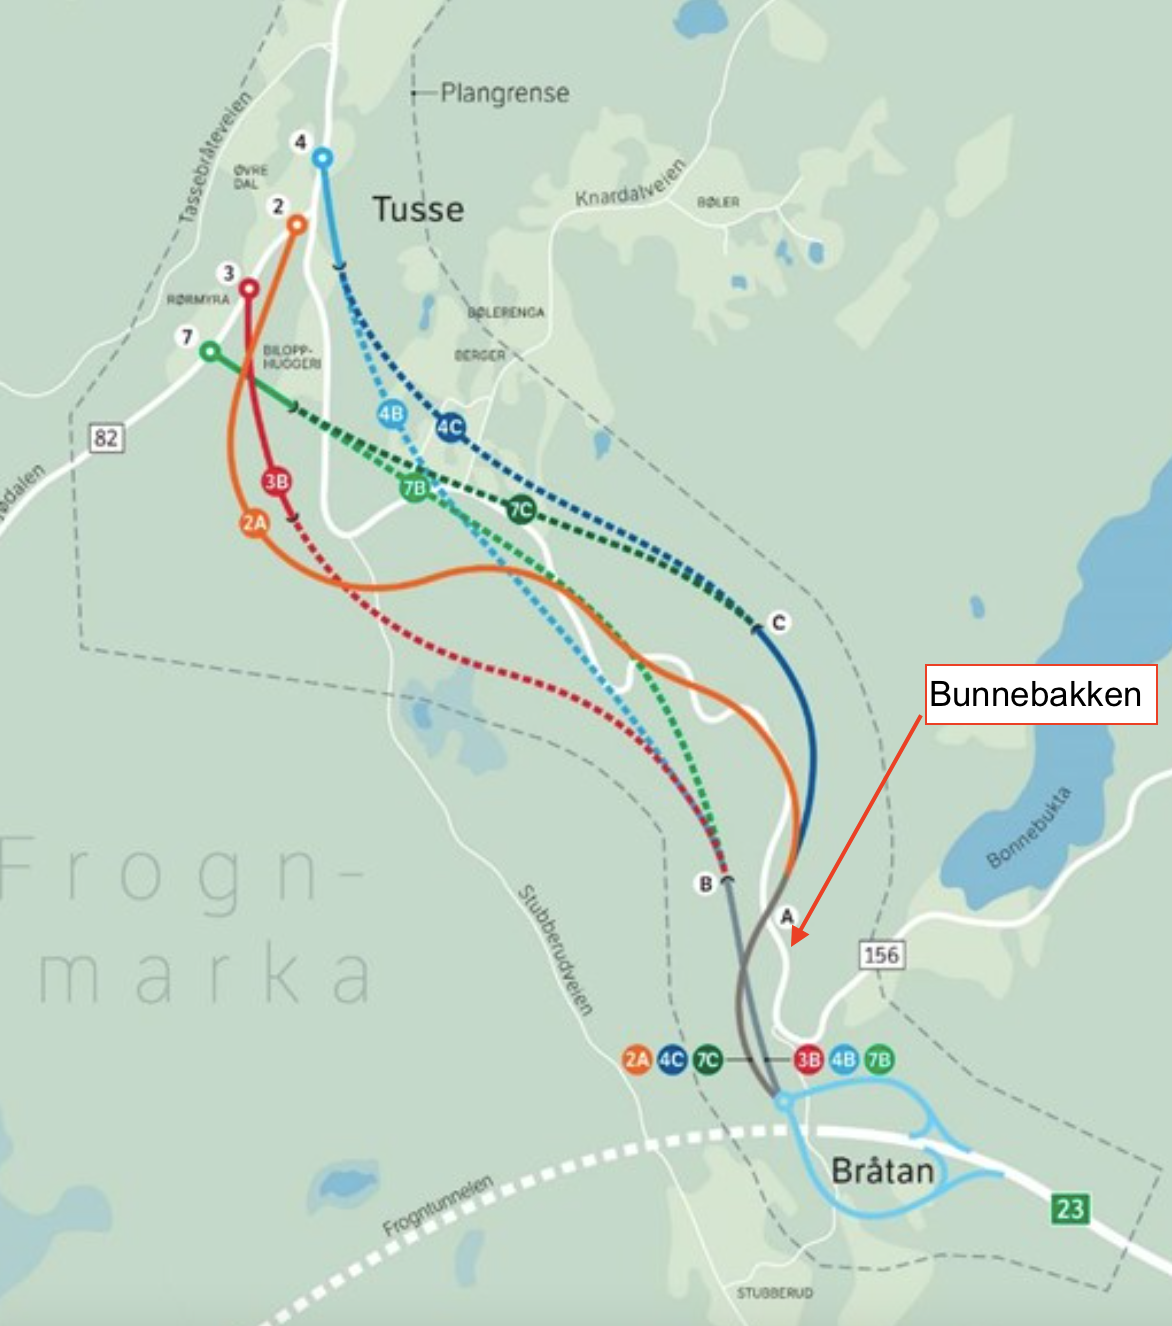 Plangrense
Tassebråteveien
4
ØVRE
DAL
Knardalveien
BØLER
2
Tusse
3
RØRMYRA
BØLERENGA
7
BILOPP-
HUGGERI
BERGER
4B
4C
82
3B
7B
7C
2A
C
Bunnebakken
Bonnebukta
Frogn-
marka
B
A
Stubberudveien
156
2A 4C 7C
3B 4B 7B
Bråtan
Frogntunnelen
23
STUBBERUD